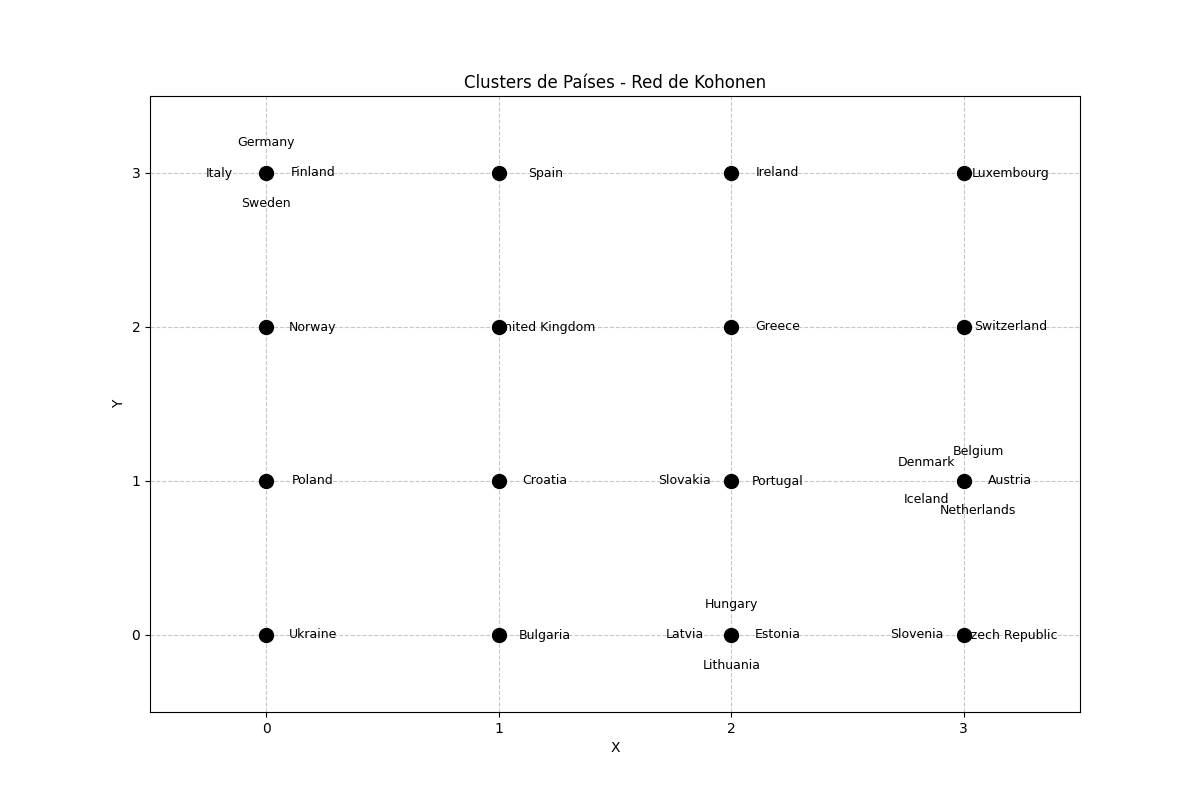 Clusters de Países - Red de Kohonen
Germany
3 Italy Finland Spain Ireland Luxembourg
Sweden
2 Norway nited Kingdom Greece Switzerland
Y
Belgium
Denmark
1 Poland Croatia Slovakia Portugal Austria
Iceland
Netherlands
Hungary
0 Ukraine Bulgaria Latvia Estonia Slovenia zech Republic
Lithuania
0 1 2 3
X